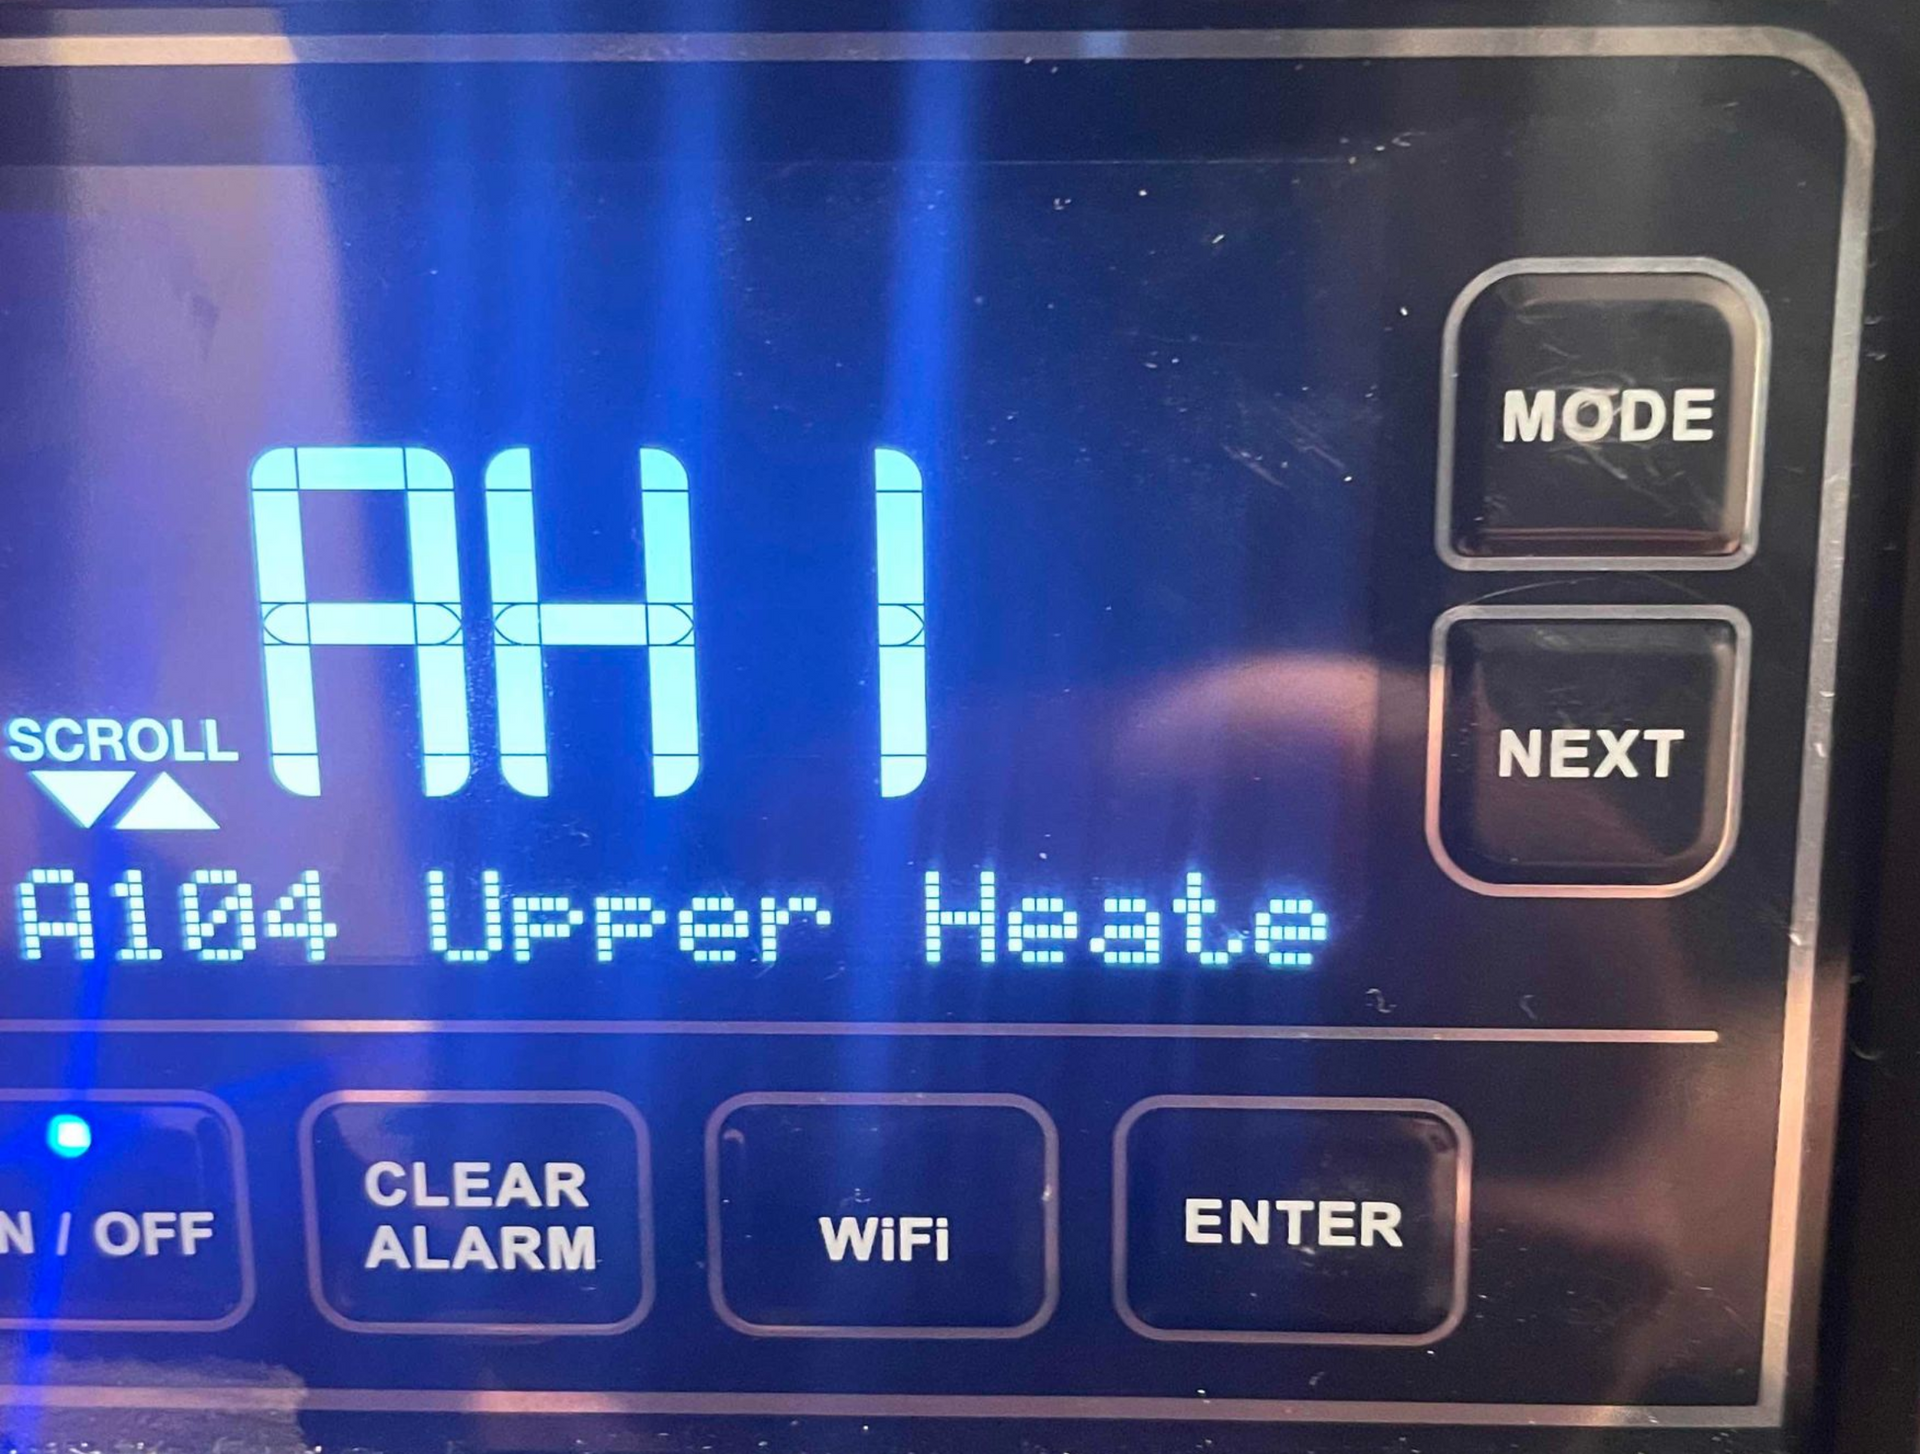 MODE
AH 1
NEXT
SCROLL
A104 Upper Heate
N / OFF
CLEAR
ALARM
WiFi
ENTER